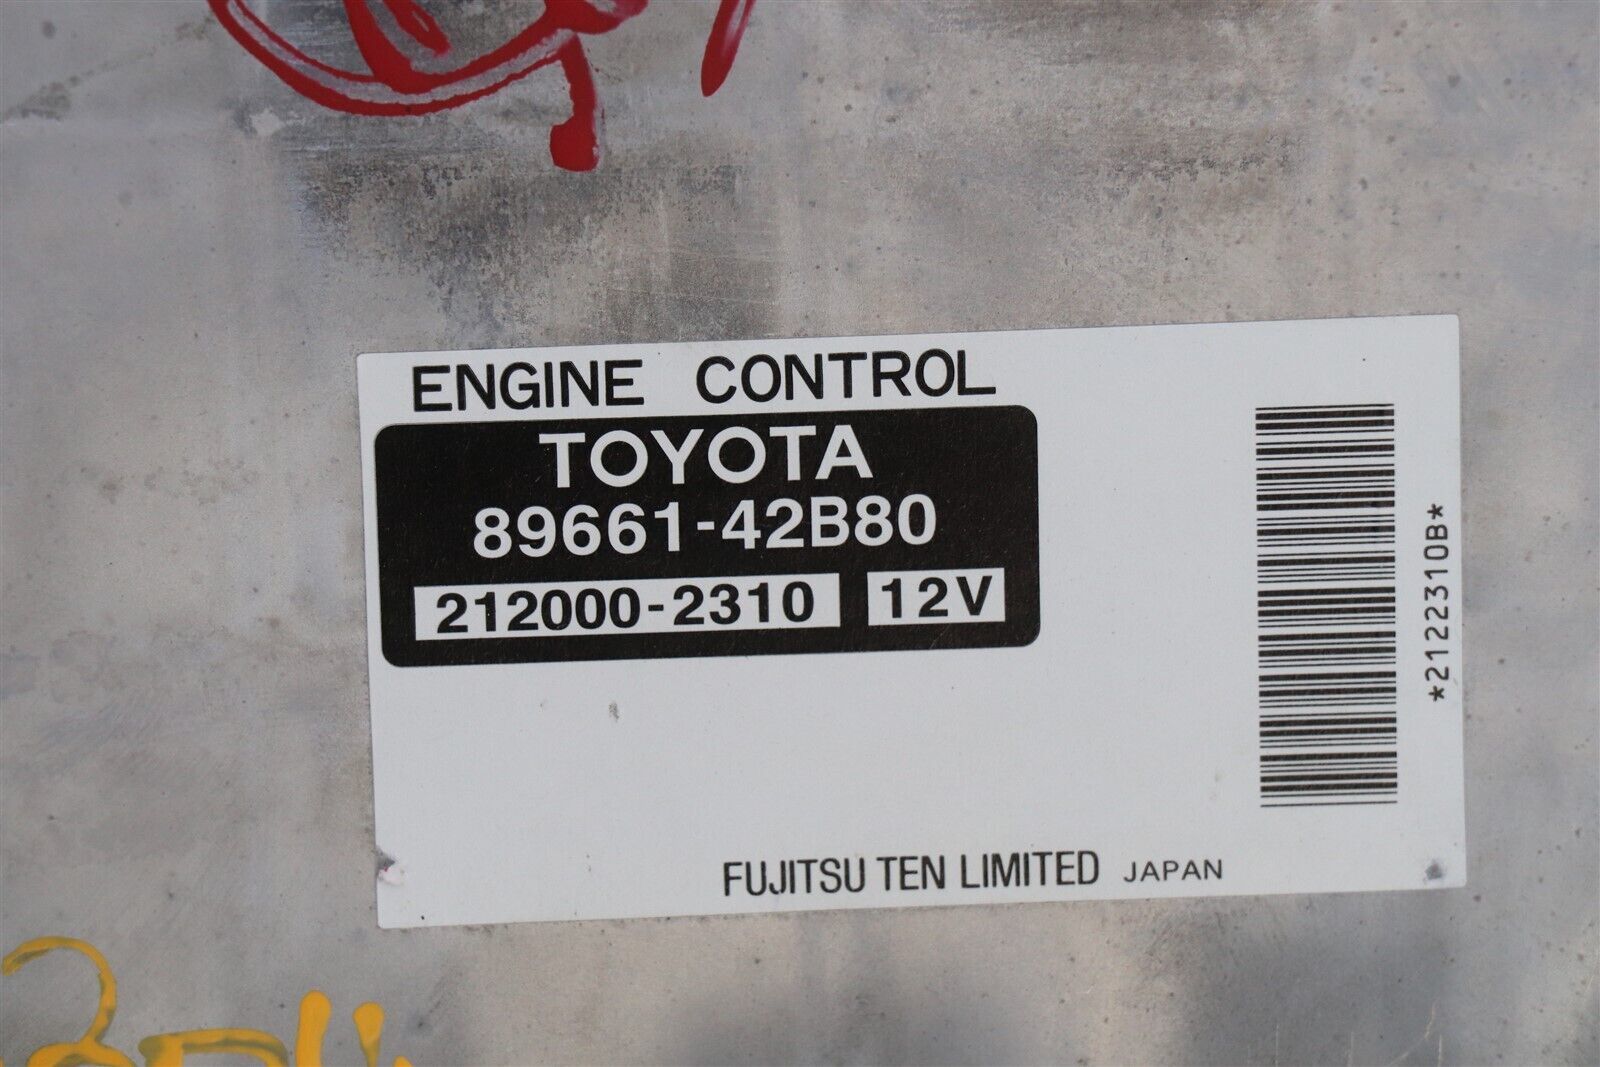 ENGINE CONTROL
TOYOTA
89661-42B80
212000-2310 12V
*2122310B*
FUJITSU TEN LIMITED JAPAN